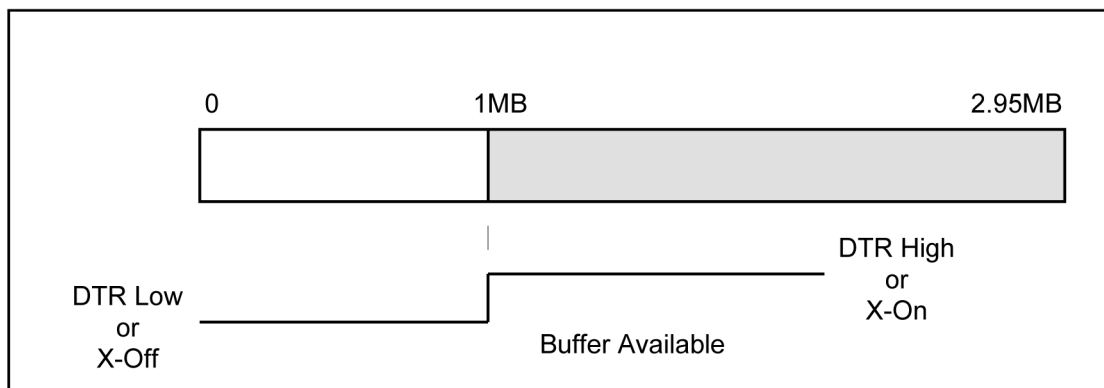 0
1MB
2.95MB
DTR High
or
X-On
DTR Low
or
X-Off
Buffer Available